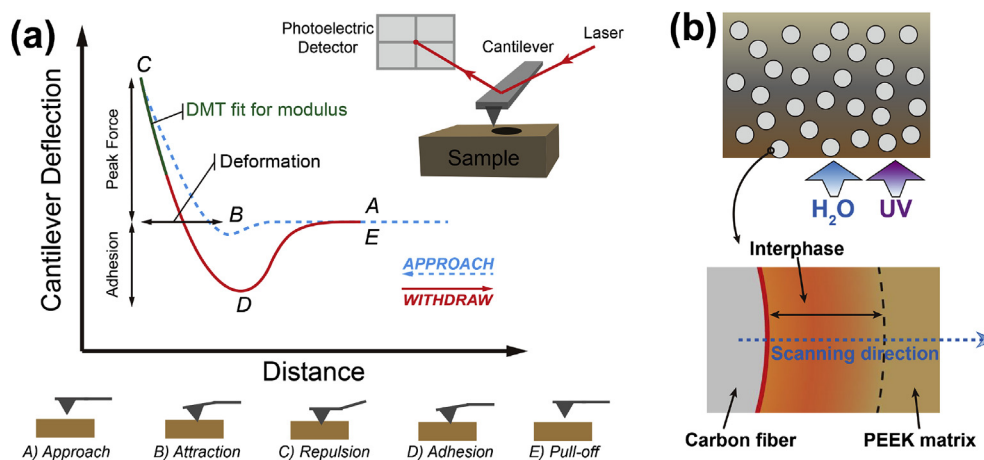 (a)
Photoelectric
Detector
Cantilever
Laser
Sample
Cantilever Deflection
C
DMT fit for modulus
Peak Force
Deformation
B
A
E
Adhesion
D
APPROACH
WITHDRAW
Distance
A) Approach
B) Attraction
C) Repulsion
D) Adhesion
E) Pull-off
(b)
H₂O
UV
Interphase
Scanning direction
Carbon fiber
PEEK matrix